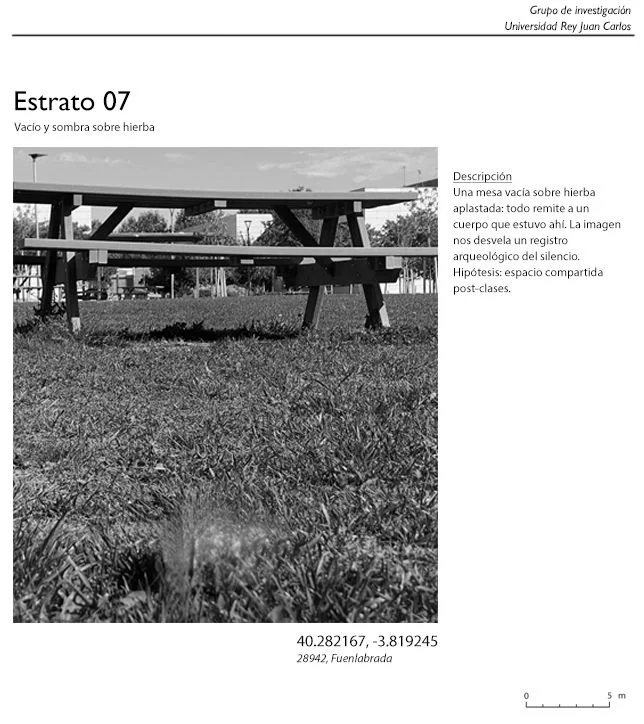 Grupo de investigación
Universidad Rey Juan Carlos
Estrato 07
Vacío y sombra sobre hierba
Descripción
Una mesa vacía sobre hierba
aplastada: todo remite a un
cuerpo que estuvo ahí. La imagen
nos desvela un registro
arqueológico del silencio.
Hipótesis: espacio compartida
post-clases.
40.282167, -3.819245
28942, Fuenlabrada
0 5 m